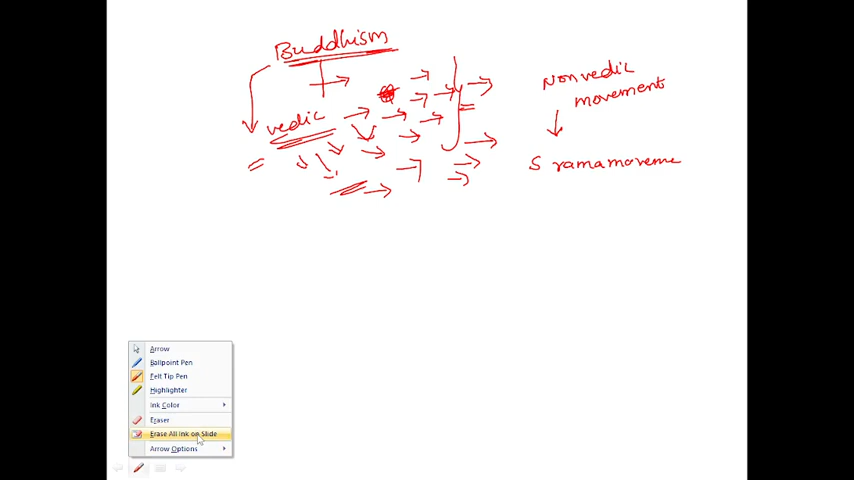 Buddhism
Nonvedic
movement
vedic
Sramamoveme
Arrow
Ballpoint Pen
Felt Tip Pen
Highlighter
Ink Color
Eraser
Erase All Ink on Slide
Arrow Options